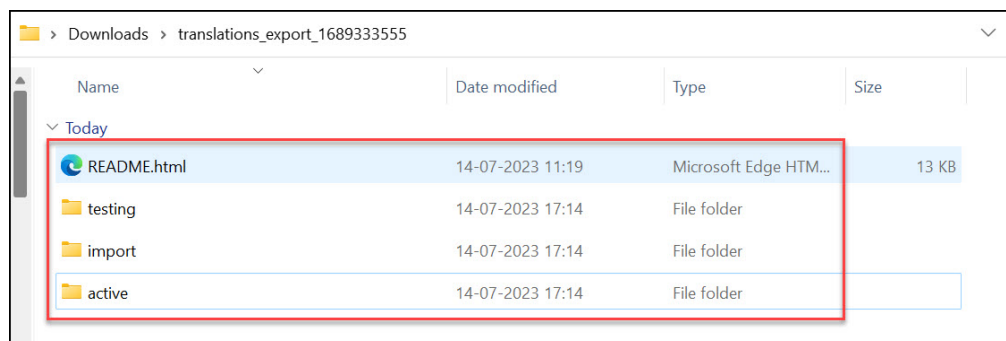 Downloads > translations_export_1689333555
Name Date modified Type Size
Today
README.html 14-07-2023 11:19 Microsoft Edge HTM... 13 KB
testing 14-07-2023 17:14 File folder
import 14-07-2023 17:14 File folder
active 14-07-2023 17:14 File folder